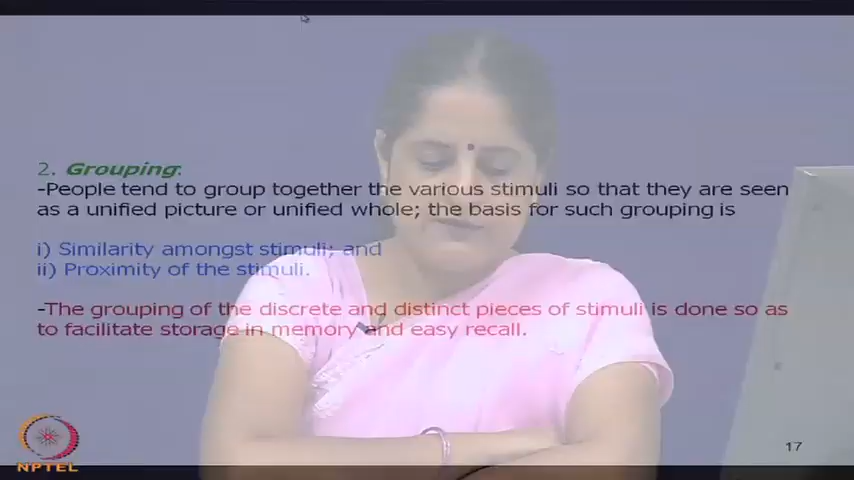 2. Grouping:
-People tend to group together the various stimuli so that they are seen
as a unified picture or unified whole; the basis for such grouping is
i) Similarity amongst stimuli; and
ii) Proximity of the stimuli.
-The grouping of the discrete and distinct pieces of stimuli is done so as
to facilitate storage in memory and easy recall.
NPTEL
17